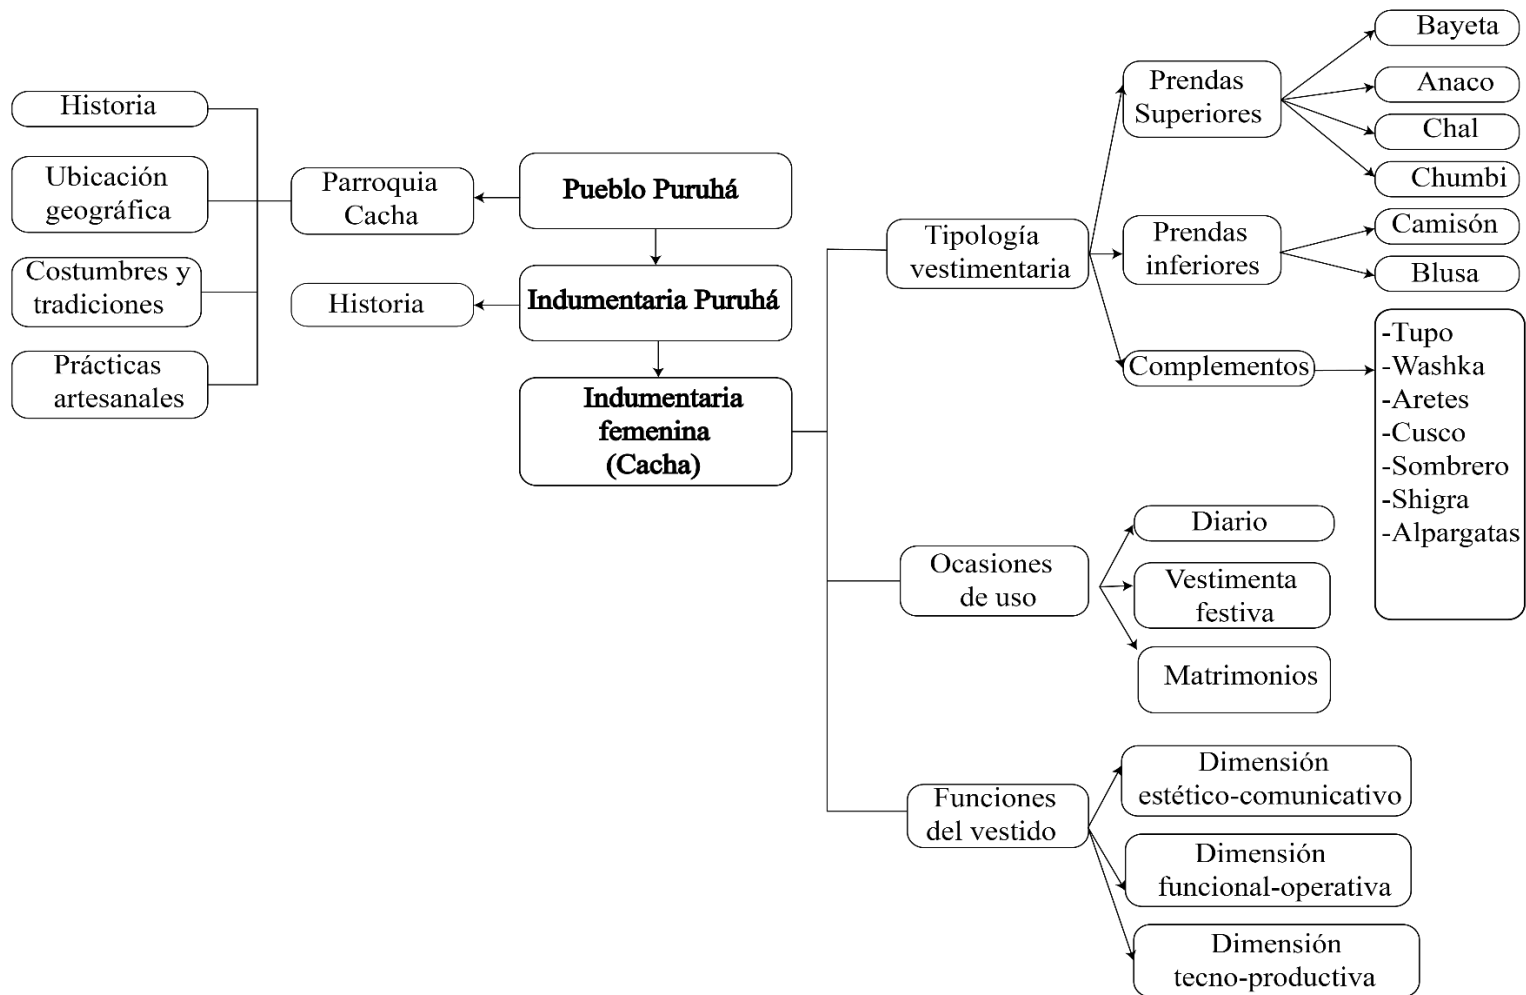 Historia
Ubicación
geográfica
Costumbres y
tradiciones
Prácticas
artesanales
Parroquia
Cacha
Historia
Pueblo Puruhá
Indumentaria Puruhá
Indumentaria
femenina
(Cacha)
Tipología
vestimentaria
Prendas
Superiores
Bayeta
Anaco
Chal
Chumbi
Prendas
inferiores
Camisón
Blusa
Complementos
-Tupo
-Washka
-Aretes
-Cusco
-Sombrero
-Shigra
-Alpargatas
Ocasiones
de uso
Diario
Vestimenta
festiva
Matrimonios
Funciones
del vestido
Dimensión
estético-comunicativo
Dimensión
funcional-operativa
Dimensión
tecno-productiva